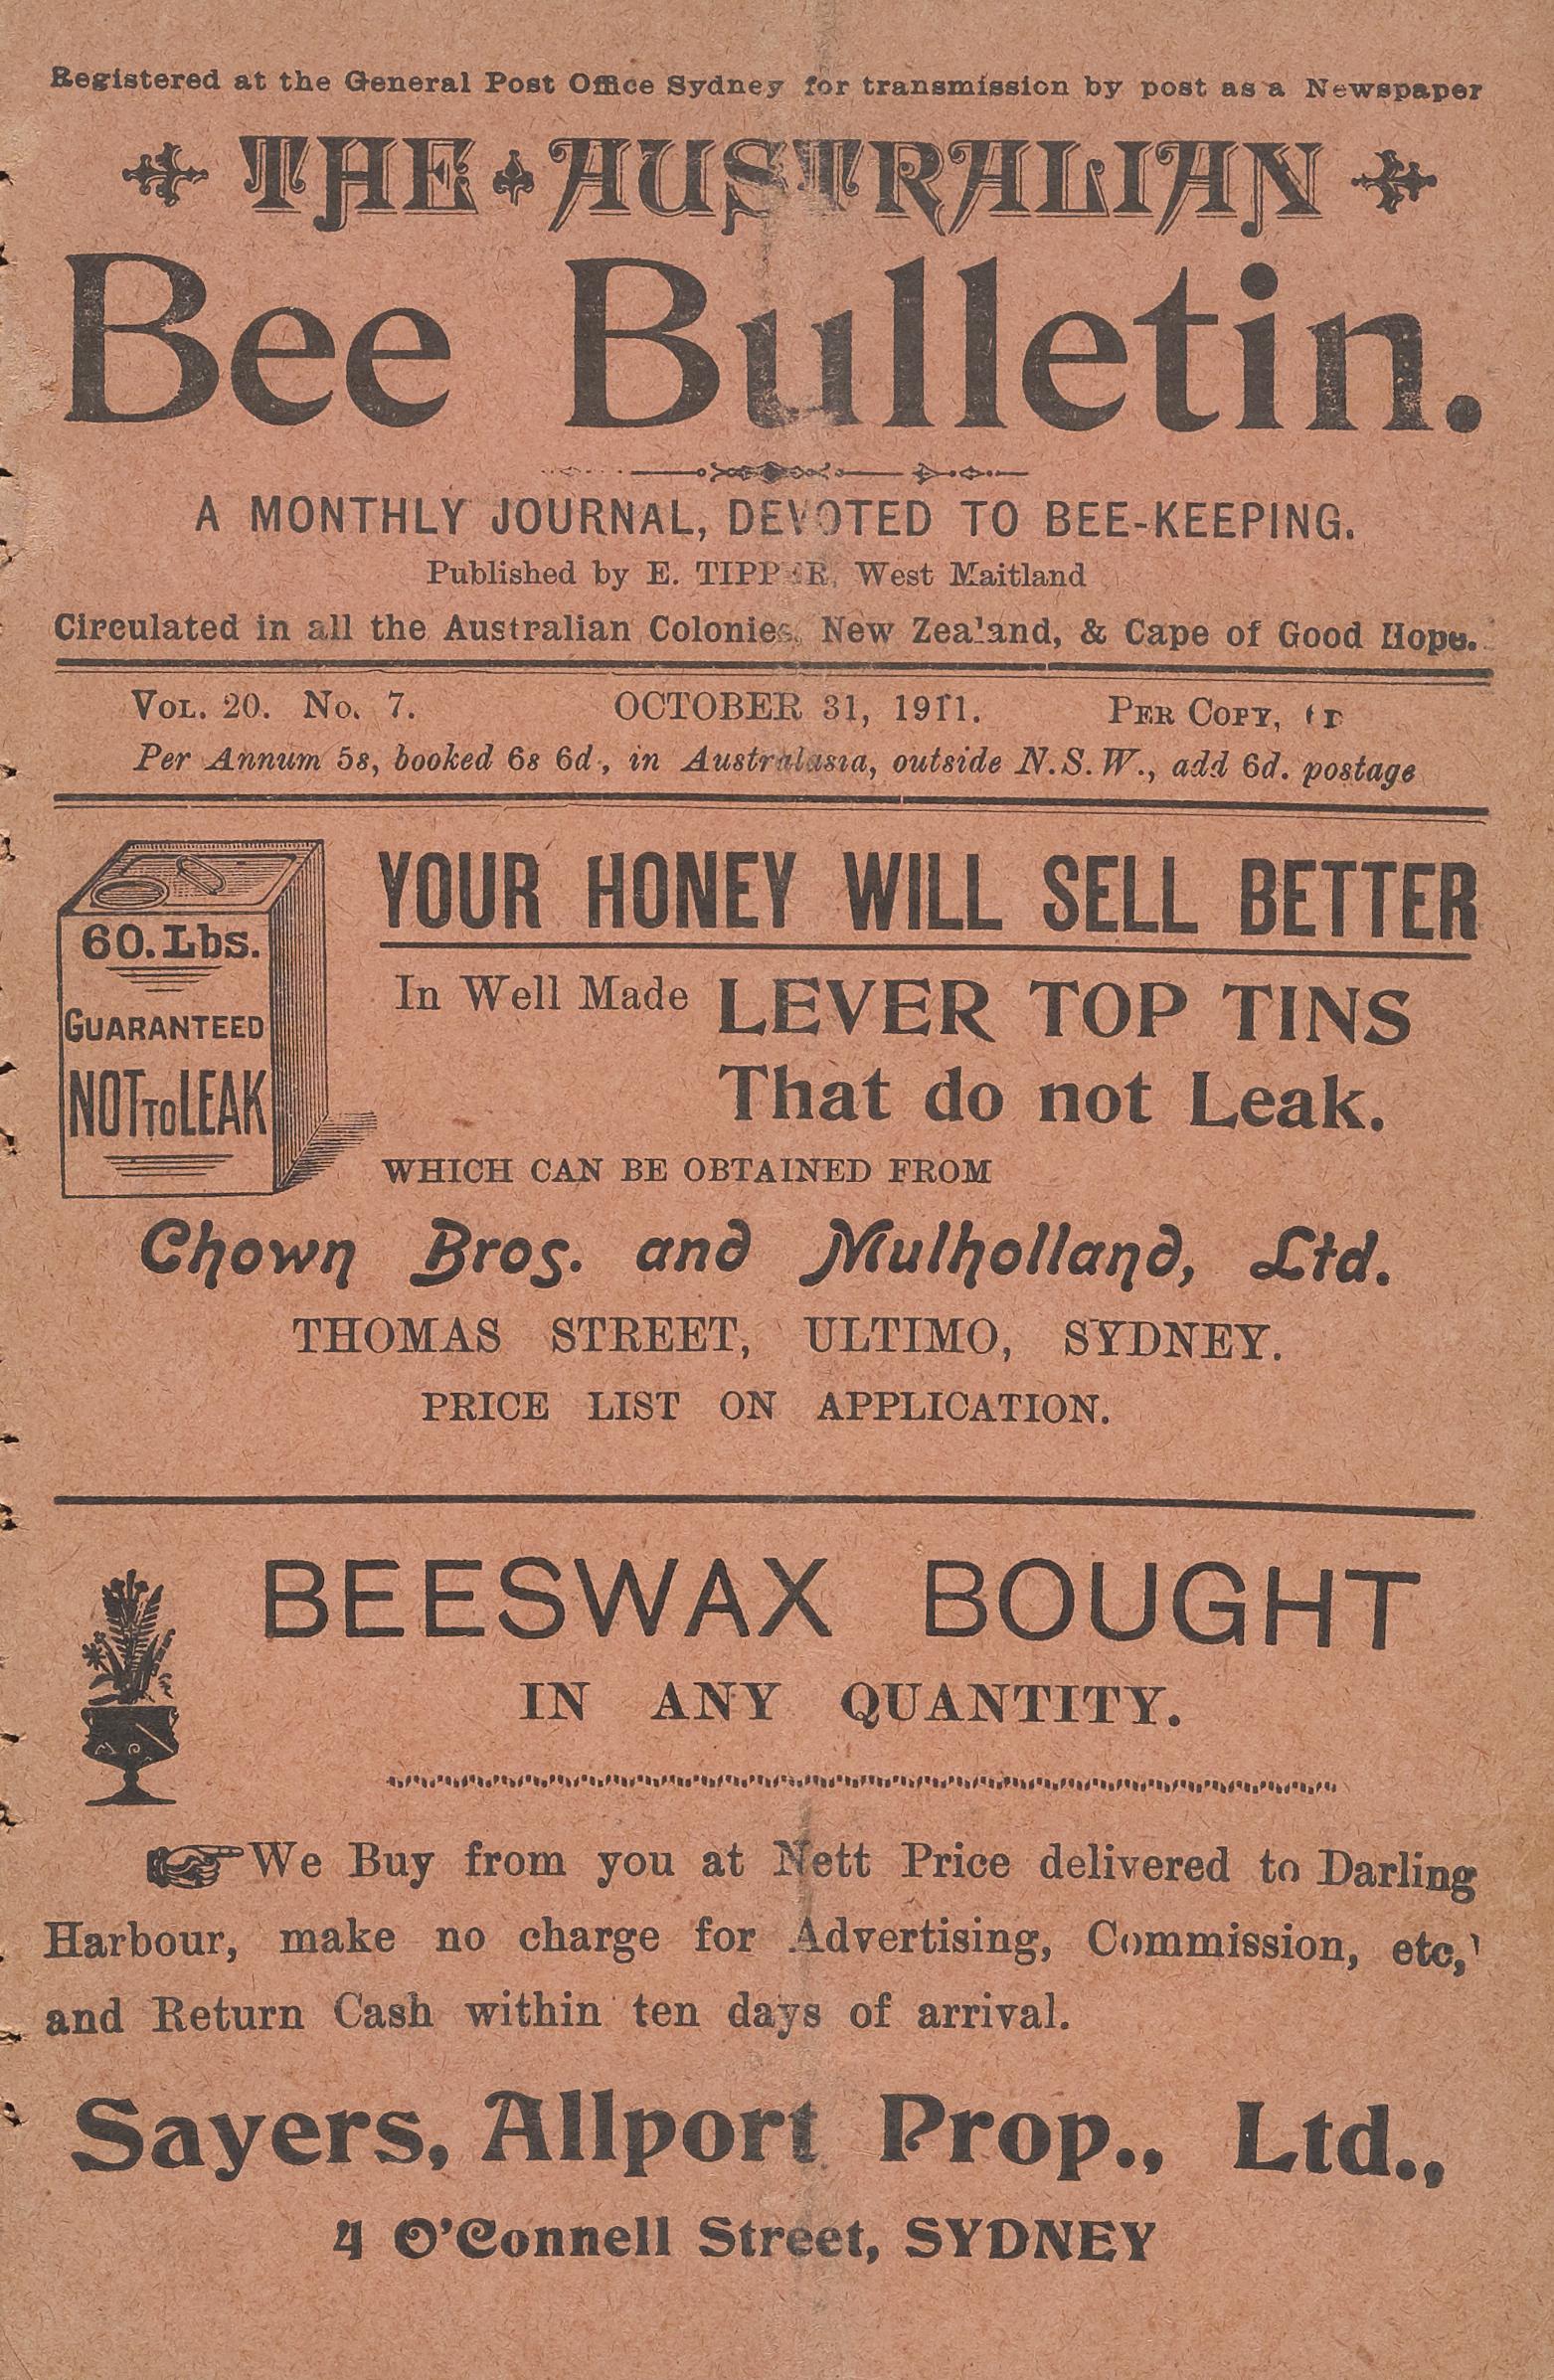 Registered at the General Post Office Sydney for transmission by post as a Newspaper
THE AUSTRALIAN
Bee Bulletin.
A MONTHLY JOURNAL, DEVOTED TO BEE-KEEPING.
Published by E. TIPPER, West Maitland
Circulated in all the Australian Colonies, New Zealand, & Cape of Good Hope.
VOL. 20. No. 7. OCTOBER 31, 1911. PER COPY,
Per Annum 5s, booked 6s 6d, in Australasia, outside N.S.W., add 6d. postage
60. Lbs.
GUARANTEED
NOT TO LEAK
YOUR HONEY WILL SELL BETTER
In Well Made LEVER TOP TINS
That do not Leak.
WHICH CAN BE OBTAINED FROM
Chown Bros. and Mulholland, Ltd.
THOMAS STREET, ULTIMO, SYDNEY.
PRICE LIST ON APPLICATION.
BEESWAX BOUGHT
IN ANY QUANTITY.
☞We Buy from you at Nett Price delivered to Darling
Harbour, make no charge for Advertising, Commission, etc,'
and Return Cash within ten days of arrival.
Sayers, Allport Prop., Ltd.,
4 O'Connell Street, SYDNEY